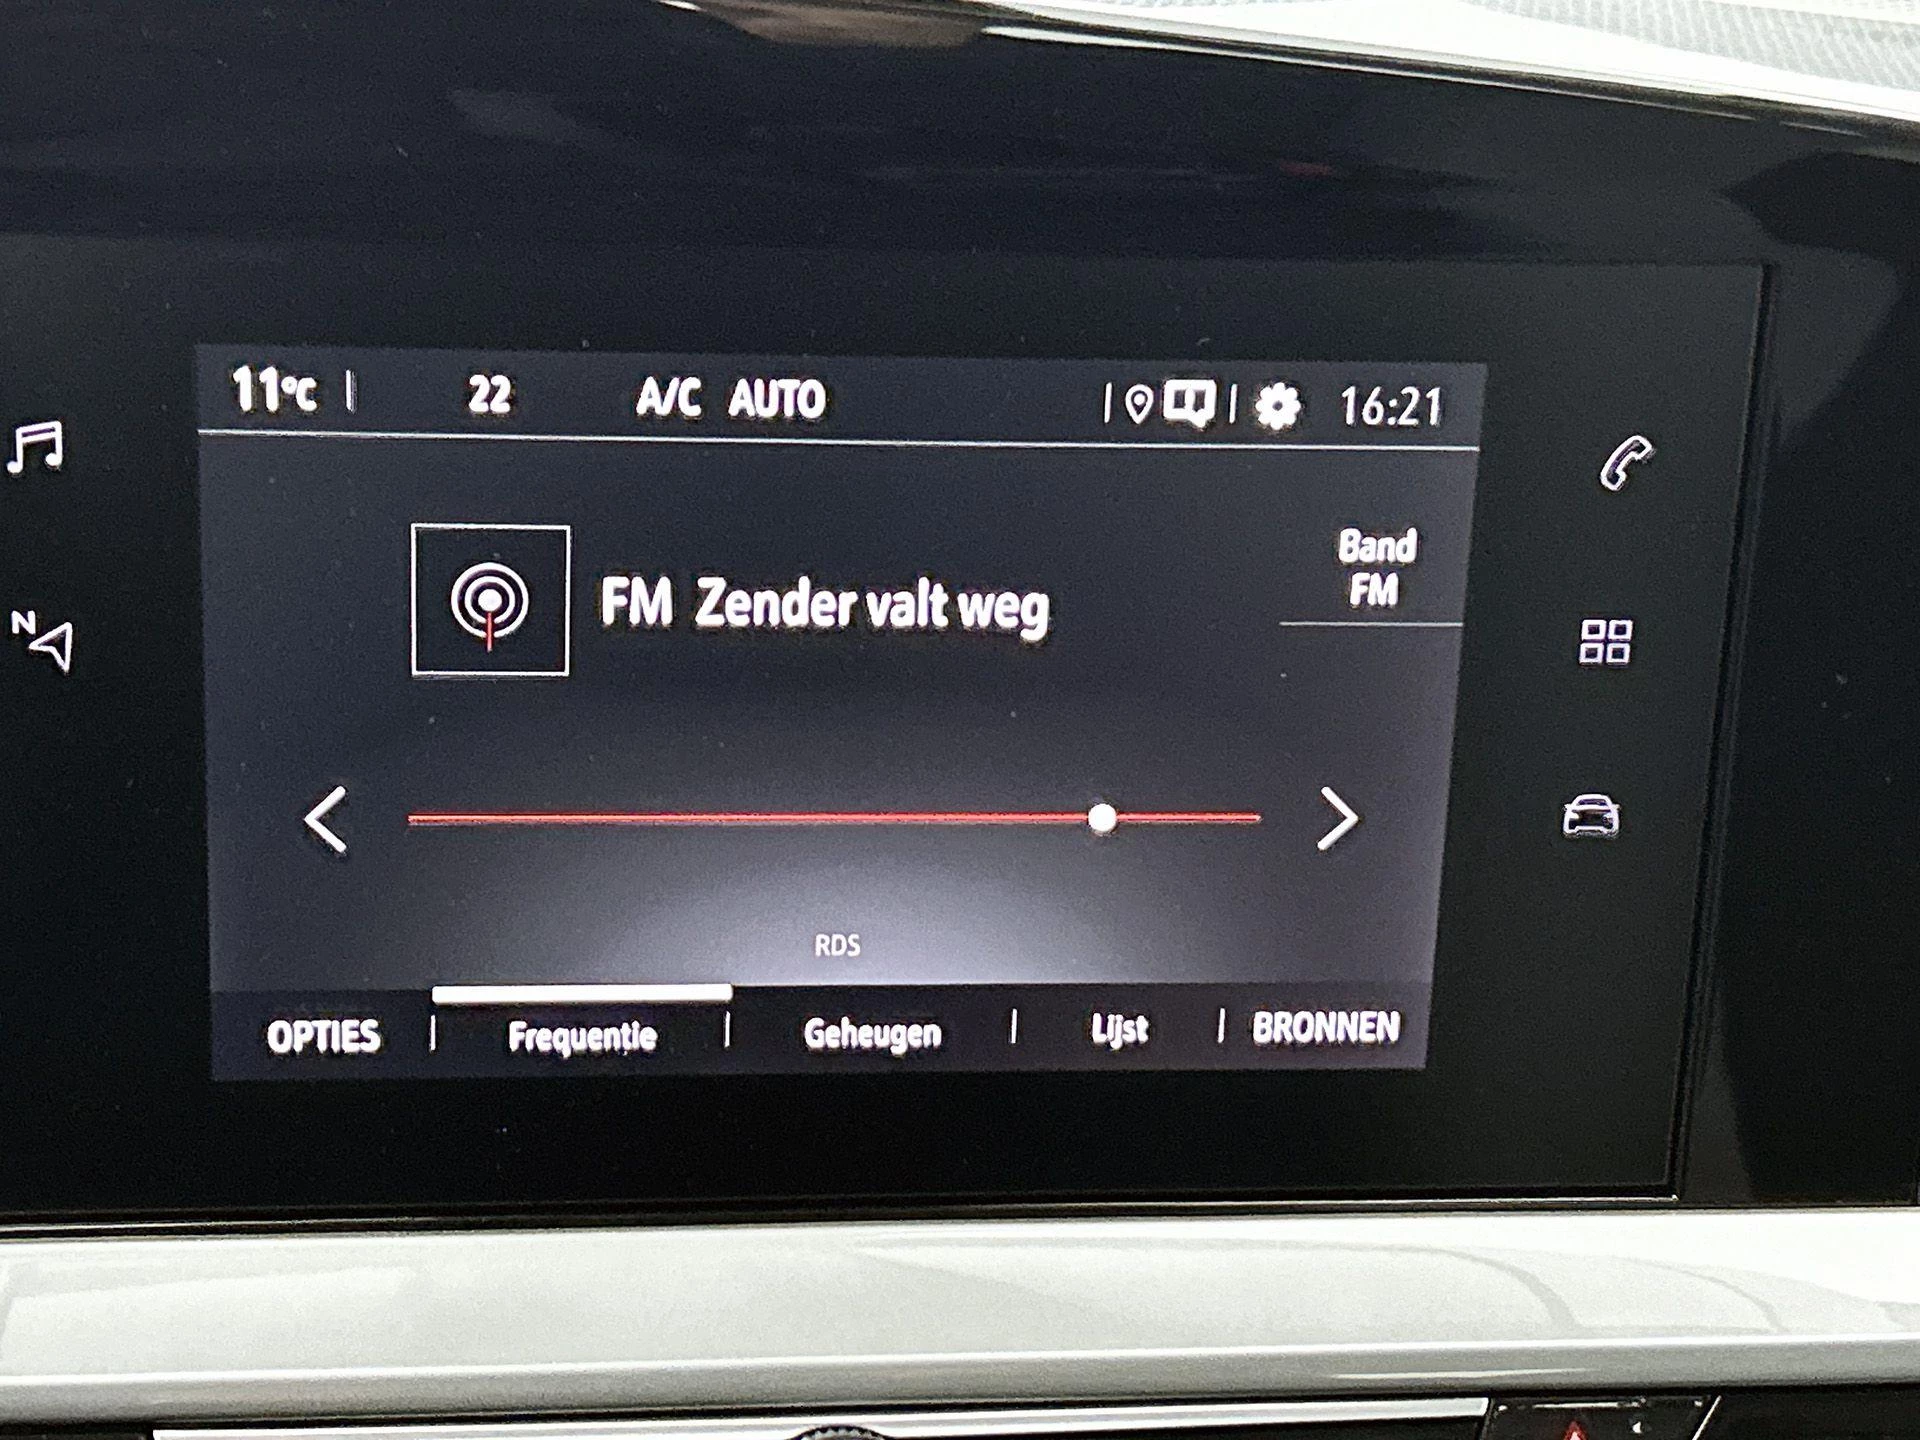 11°C 22 A/C AUTO 16:21
N
FM Zender valt weg
Band
FM
RDS
OPTIES Frequentie Geheugen Lijst BRONNEN